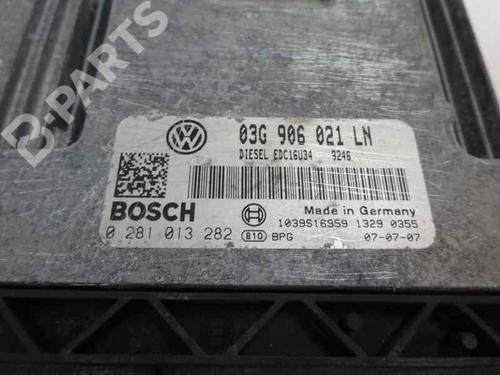 B-PARTS
03G 906 021 LN
DIESEL EDC16U34 9246
BOSCH
Made in Germany
1039S16959 1329 0355
0 281 013 282 810 BPG 07-07-07